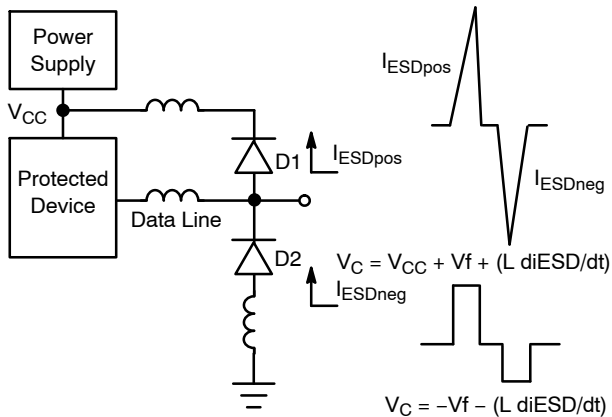 Power
Supply
V_CC
Protected
Device
Data Line
D1
I_ESDpos
D2
I_ESDneg
I_ESDpos
I_ESDneg
V_C = V_CC + Vf + (L diESD/dt)
V_C = −Vf − (L diESD/dt)